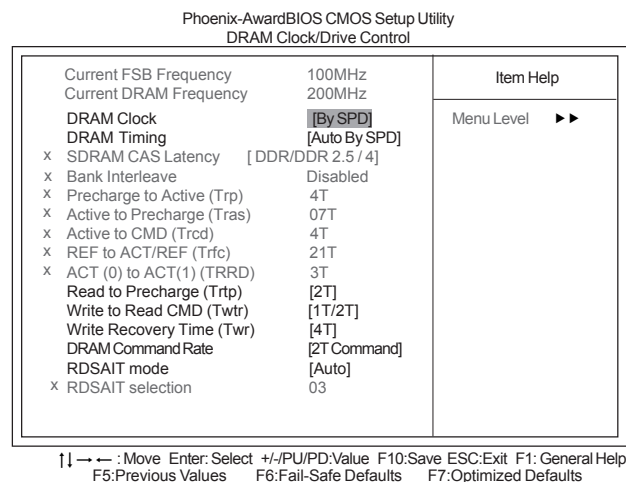 Phoenix-AwardBIOS CMOS Setup Utility
DRAM Clock/Drive Control
Current FSB Frequency 100MHz
Current DRAM Frequency 200MHz
DRAM Clock [By SPD]
DRAM Timing [Auto By SPD]
x SDRAM CAS Latency [ DDR/DDR 2.5 / 4]
x Bank Interleave Disabled
x Precharge to Active (Trp) 4T
x Active to Precharge (Tras) 07T
x Active to CMD (Trcd) 4T
x REF to ACT/REF (Trfc) 21T
x ACT (0) to ACT(1) (TRRD) 3T
Read to Precharge (Trtp) [2T]
Write to Read CMD (Twtr) [1T/2T]
Write Recovery Time (Twr) [4T]
DRAM Command Rate [2T Command]
RDSAIT mode [Auto]
x RDSAIT selection 03
Item Help
Menu Level ►►
↑↓→← : Move Enter: Select +/-/PU/PD:Value F10:Save ESC:Exit F1: General Help
F5:Previous Values F6:Fail-Safe Defaults F7:Optimized Defaults